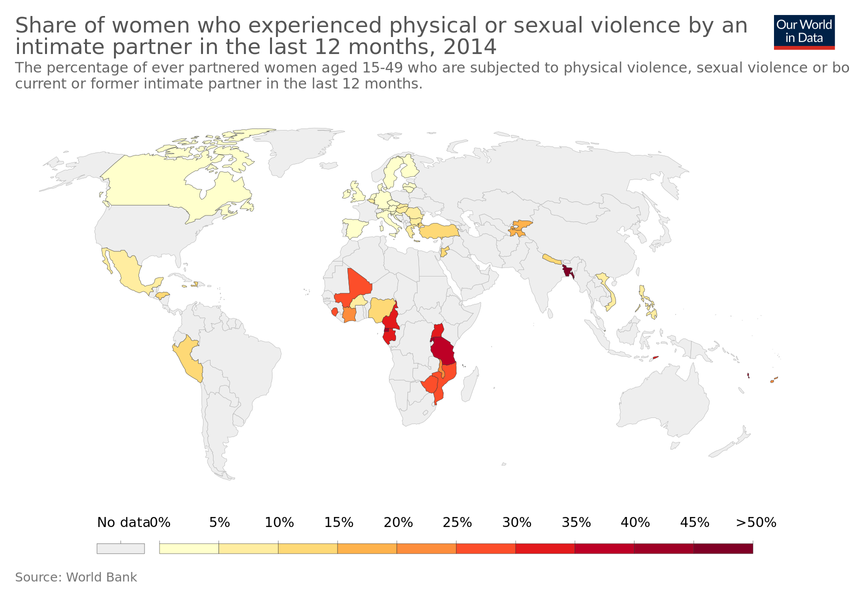 Share of women who experienced physical or sexual violence by an
intimate partner in the last 12 months, 2014
Our World
in Data
The percentage of ever partnered women aged 15-49 who are subjected to physical violence, sexual violence or bo
current or former intimate partner in the last 12 months.
No data 0% 5% 10% 15% 20% 25% 30% 35% 40% 45% >50%
Source: World Bank